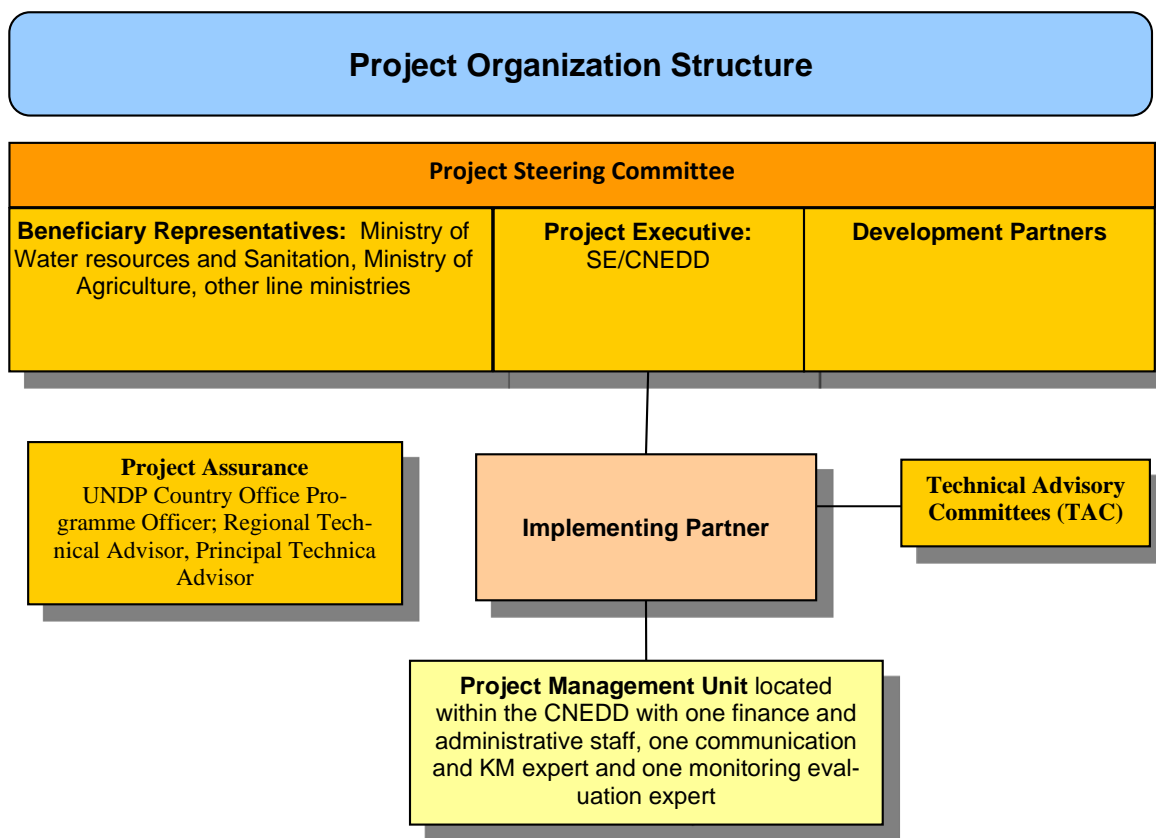 Project Organization Structure
Project Steering Committee
Beneficiary Representatives: Ministry of
Water resources and Sanitation, Ministry of
Agriculture, other line ministries
Project Executive:
SE/CNEDD
Development Partners
Project Assurance
UNDP Country Office Pro-
gramme Officer; Regional Tech-
nical Advisor, Principal Technica
Advisor
Implementing Partner
Technical Advisory
Committees (TAC)
Project Management Unit located
within the CNEDD with one finance and
administrative staff, one communication
and KM expert and one monitoring eval-
uation expert